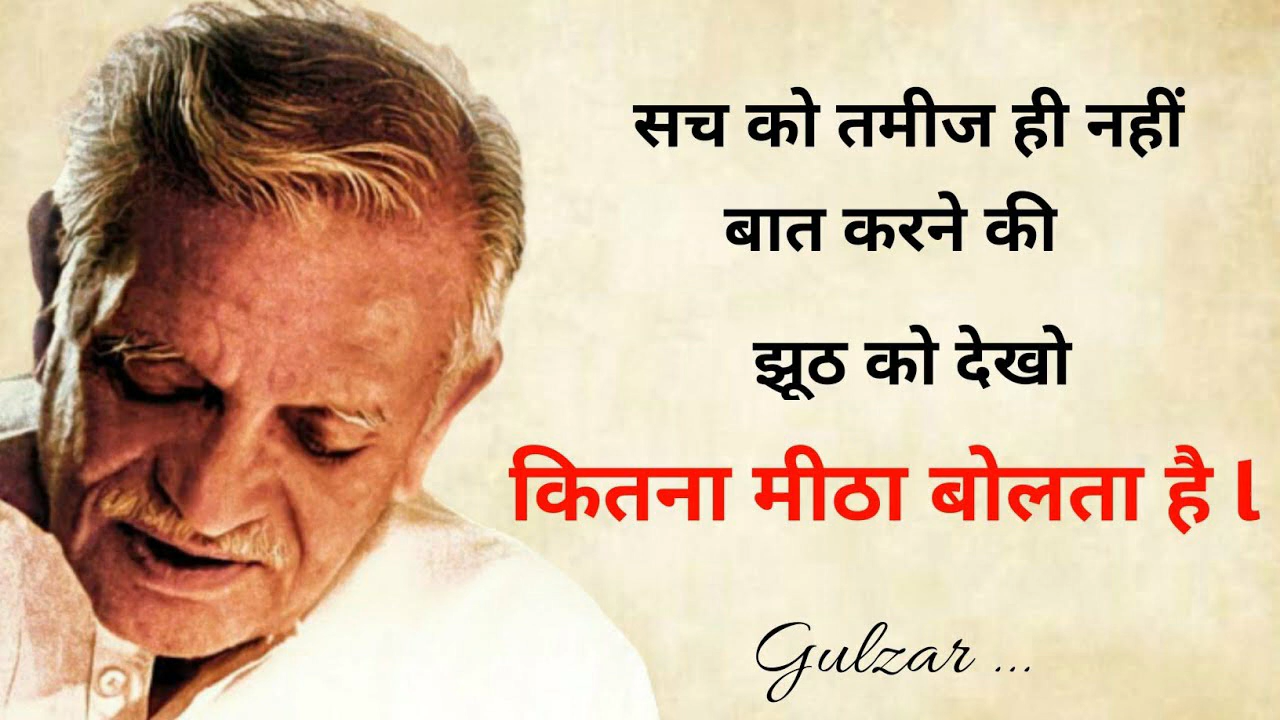 सच को तमीज ही नहीं
बात करने की
झूठ को देखो
कितना मीठा बोलता है l
Gulzar ...